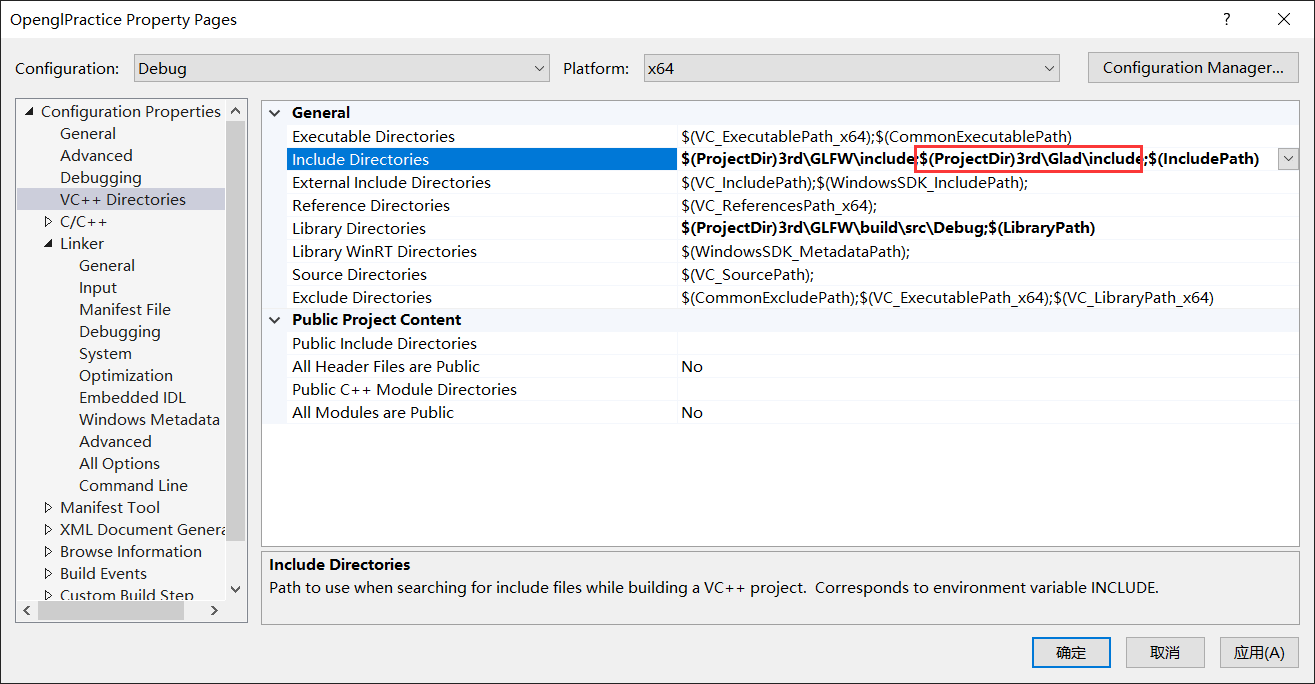 OpenglPractice Property Pages
?
Configuration: Debug Platform: x64 Configuration Manager...
Configuration Properties
General
Advanced
Debugging
VC++ Directories
C/C++
Linker
General
Input
Manifest File
Debugging
System
Optimization
Embedded IDL
Windows Metadata
Advanced
All Options
Command Line
Manifest Tool
XML Document Genera
Browse Information
Build Events
Custom Build Step
General
Executable Directories $(VC_ExecutablePath_x64);$(CommonExecutablePath)
Include Directories $(ProjectDir)3rd\GLFW\include;$(ProjectDir)3rd\Glad\include;$(IncludePath)
External Include Directories $(VC_IncludePath);$(WindowsSDK_IncludePath);
Reference Directories $(VC_ReferencesPath_x64);
Library Directories $(ProjectDir)3rd\GLFW\build\src\Debug;$(LibraryPath)
Library WinRT Directories $(WindowsSDK_MetadataPath);
Source Directories $(VC_SourcePath);
Exclude Directories $(CommonExcludePath);$(VC_ExecutablePath_x64);$(VC_LibraryPath_x64)
Public Project Content
Public Include Directories
All Header Files are Public No
Public C++ Module Directories
All Modules are Public No
Include Directories
Path to use when searching for include files while building a VC++ project.  Corresponds to environment variable INCLUDE.
确定 取消 应用(A)